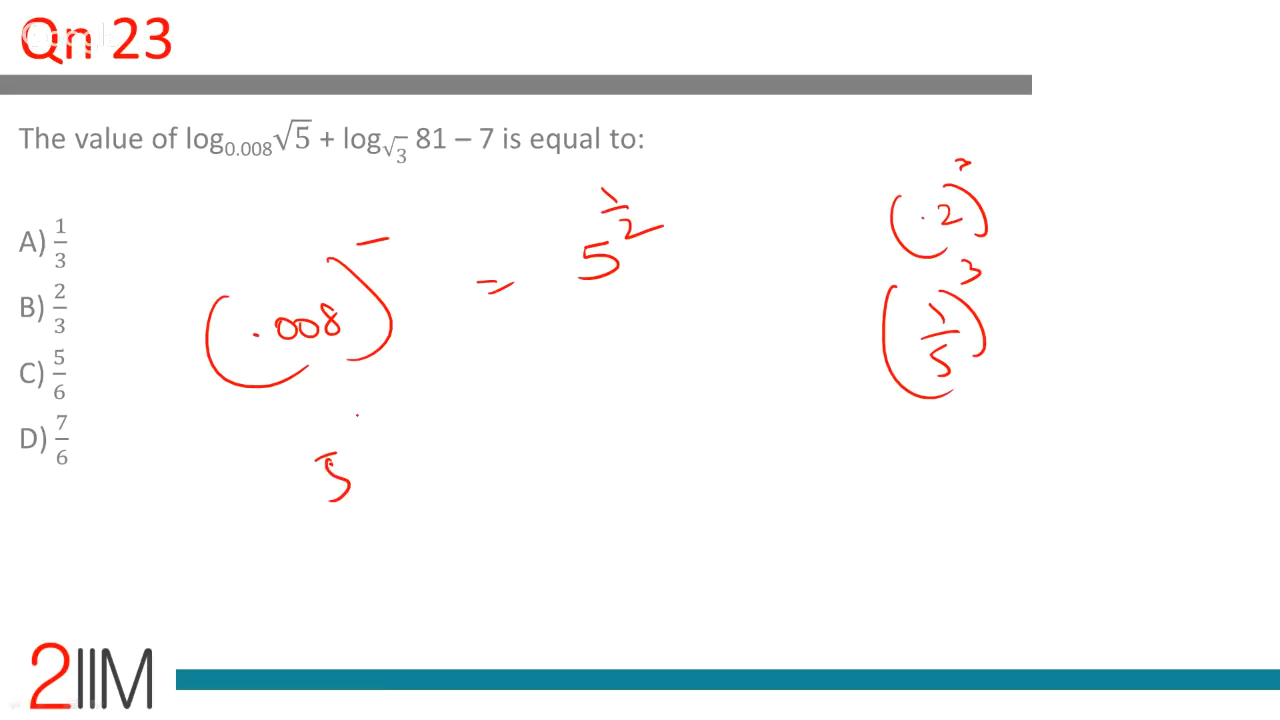 Qn 23
The value of log₀.₀₀₈√5 + log√3 81 – 7 is equal to:
A) 1/3
B) 2/3
C) 5/6
D) 7/6
(.008)⁻ = 5^1/2
(.2)
(1/5)³
5
2IIM